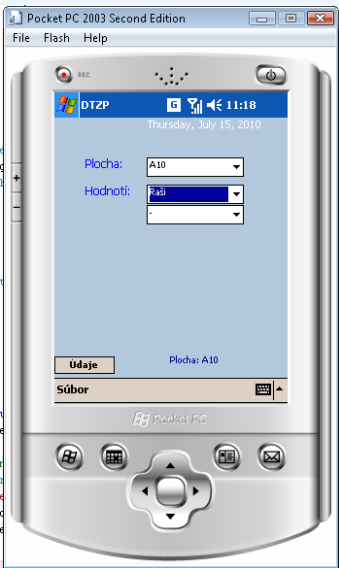 Pocket PC 2003 Second Edition
File Flash Help
REC
DTZP G 11:18
Thursday, July 15, 2010
Plocha: A10
Hodnotí: Raši
-
Údaje Plocha: A10
Súbor
Pocket PC